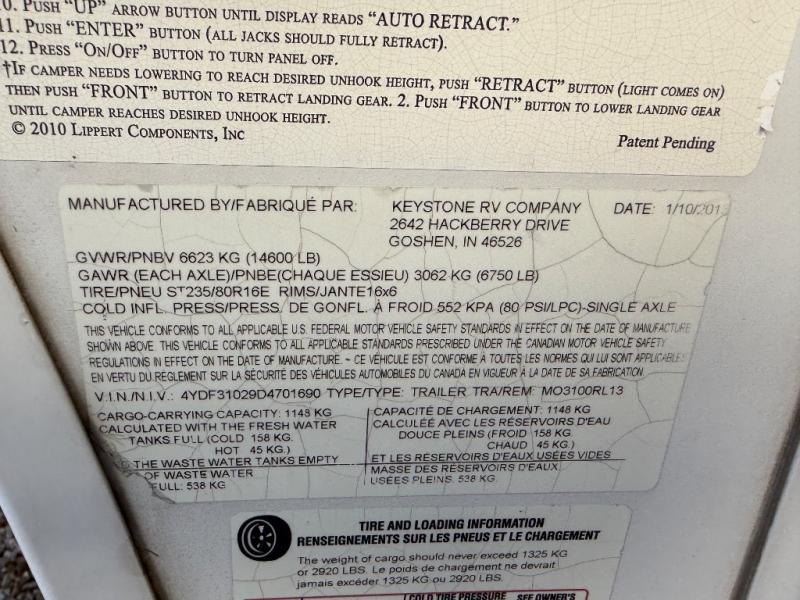 0. PUSH "UP" ARROW BUTTON UNTIL DISPLAY READS "AUTO RETRACT."
11. PUSH "ENTER" BUTTON (ALL JACKS SHOULD FULLY RETRACT).
12. PRESS "ON/OFF" BUTTON TO TURN PANEL OFF.
†IF CAMPER NEEDS LOWERING TO REACH DESIRED UNHOOK HEIGHT, PUSH "RETRACT" BUTTON (LIGHT COMES ON)
THEN PUSH "FRONT" BUTTON TO RETRACT LANDING GEAR. 2. PUSH "FRONT" BUTTON TO LOWER LANDING GEAR
UNTIL CAMPER REACHES DESIRED UNHOOK HEIGHT.
© 2010 LIPPERT COMPONENTS, INC
Patent Pending
MANUFACTURED BY/FABRIQUÉ PAR: KEYSTONE RV COMPANY DATE: 1/10/2013
2642 HACKBERRY DRIVE
GOSHEN, IN 46526
GVWR/PNBV 6623 KG (14600 LB)
GAWR (EACH AXLE)/PNBE(CHAQUE ESSIEU) 3062 KG (6750 LB)
TIRE/PNEU ST235/80R16E RIMS/JANTE16x6
COLD INFL. PRESS/PRESS. DE GONFL. À FROID 552 KPA (80 PSI/LPC)-SINGLE AXLE
THIS VEHICLE CONFORMS TO ALL APPLICABLE U.S. FEDERAL MOTOR VEHICLE SAFETY STANDARDS IN EFFECT ON THE DATE OF MANUFACTURE
SHOWN ABOVE. THIS VEHICLE CONFORMS TO ALL APPLICABLE STANDARDS PRESCRIBED UNDER THE CANADIAN MOTOR VEHICLE SAFETY
REGULATIONS IN EFFECT ON THE DATE OF MANUFACTURE. - CE VÉHICULE EST CONFORME À TOUTES LES NORMES QUI LUI SONT APPLICABLES
EN VERTU DU RÈGLEMENT SUR LA SÉCURITÉ DES VÉHICULES AUTOMOBILES DU CANADA EN VIGUEUR À LA DATE DE SA FABRICATION
V.I.N./N.I.V.: 4YDF31029D4701690 TYPE/TYPE: TRAILER TRA/REM: MO3100RL13
CARGO-CARRYING CAPACITY: 1148 KG
CALCULATED WITH THE FRESH WATER
TANKS FULL (COLD 158 KG.
HOT 45 KG.)
THE WASTE WATER TANKS EMPTY
OF WASTE WATER
FULL: 538 KG
CAPACITÉ DE CHARGEMENT: 1148 KG
CALCULÉE AVEC LES RÉSERVOIRS D'EAU
DOUCE PLEINS (FROID 158 KG.
CHAUD 45 KG.)
ET LES RÉSERVOIRS D'EAUX USÉES VIDES
MASSE DES RÉSERVOIRS D'EAUX
USÉES PLEINS: 538 KG.
TIRE AND LOADING INFORMATION
RENSEIGNEMENTS SUR LES PNEUS ET LE CHARGEMENT
The weight of cargo should never exceed 1325 KG
or 2920 LBS. Le poids de chargement ne devrait
jamais excéder 1325 KG ou 2920 LBS.
COLD TIRE PRESSURE SEE OWNER'S